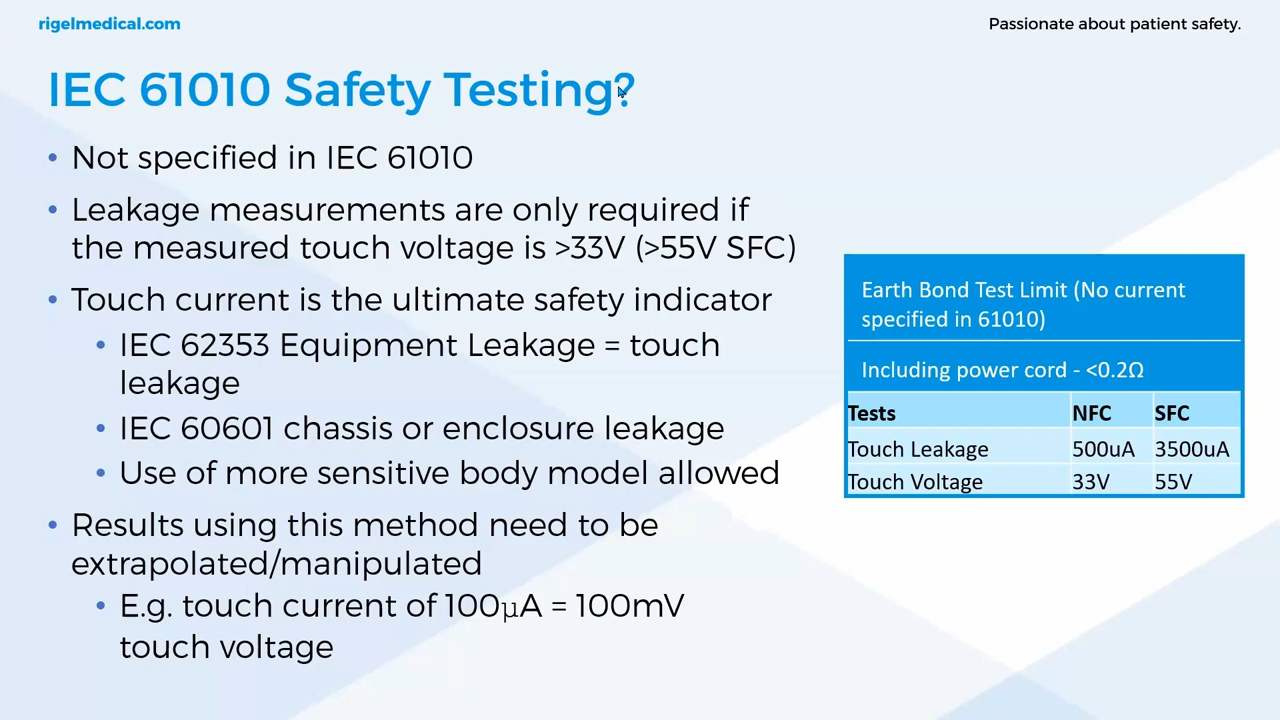 rigelmedical.com
Passionate about patient safety.
IEC 61010 Safety Testing?
• Not specified in IEC 61010
• Leakage measurements are only required if
the measured touch voltage is >33V (>55V SFC)
• Touch current is the ultimate safety indicator
• IEC 62353 Equipment Leakage = touch
leakage
• IEC 60601 chassis or enclosure leakage
• Use of more sensitive body model allowed
• Results using this method need to be
extrapolated/manipulated
• E.g. touch current of 100µA = 100mV
touch voltage
Earth Bond Test Limit (No current
specified in 61010)
Including power cord - <0.2Ω
Tests NFC SFC
Touch Leakage 500uA 3500uA
Touch Voltage 33V 55V